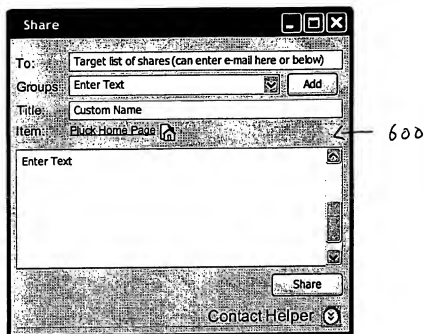 Share
To: Target list of shares (can enter e-mail here or below)
Groups Enter Text Add
Title: Custom Name
Item: Pluck Home Page
600
Enter Text
Share
Contact Helper